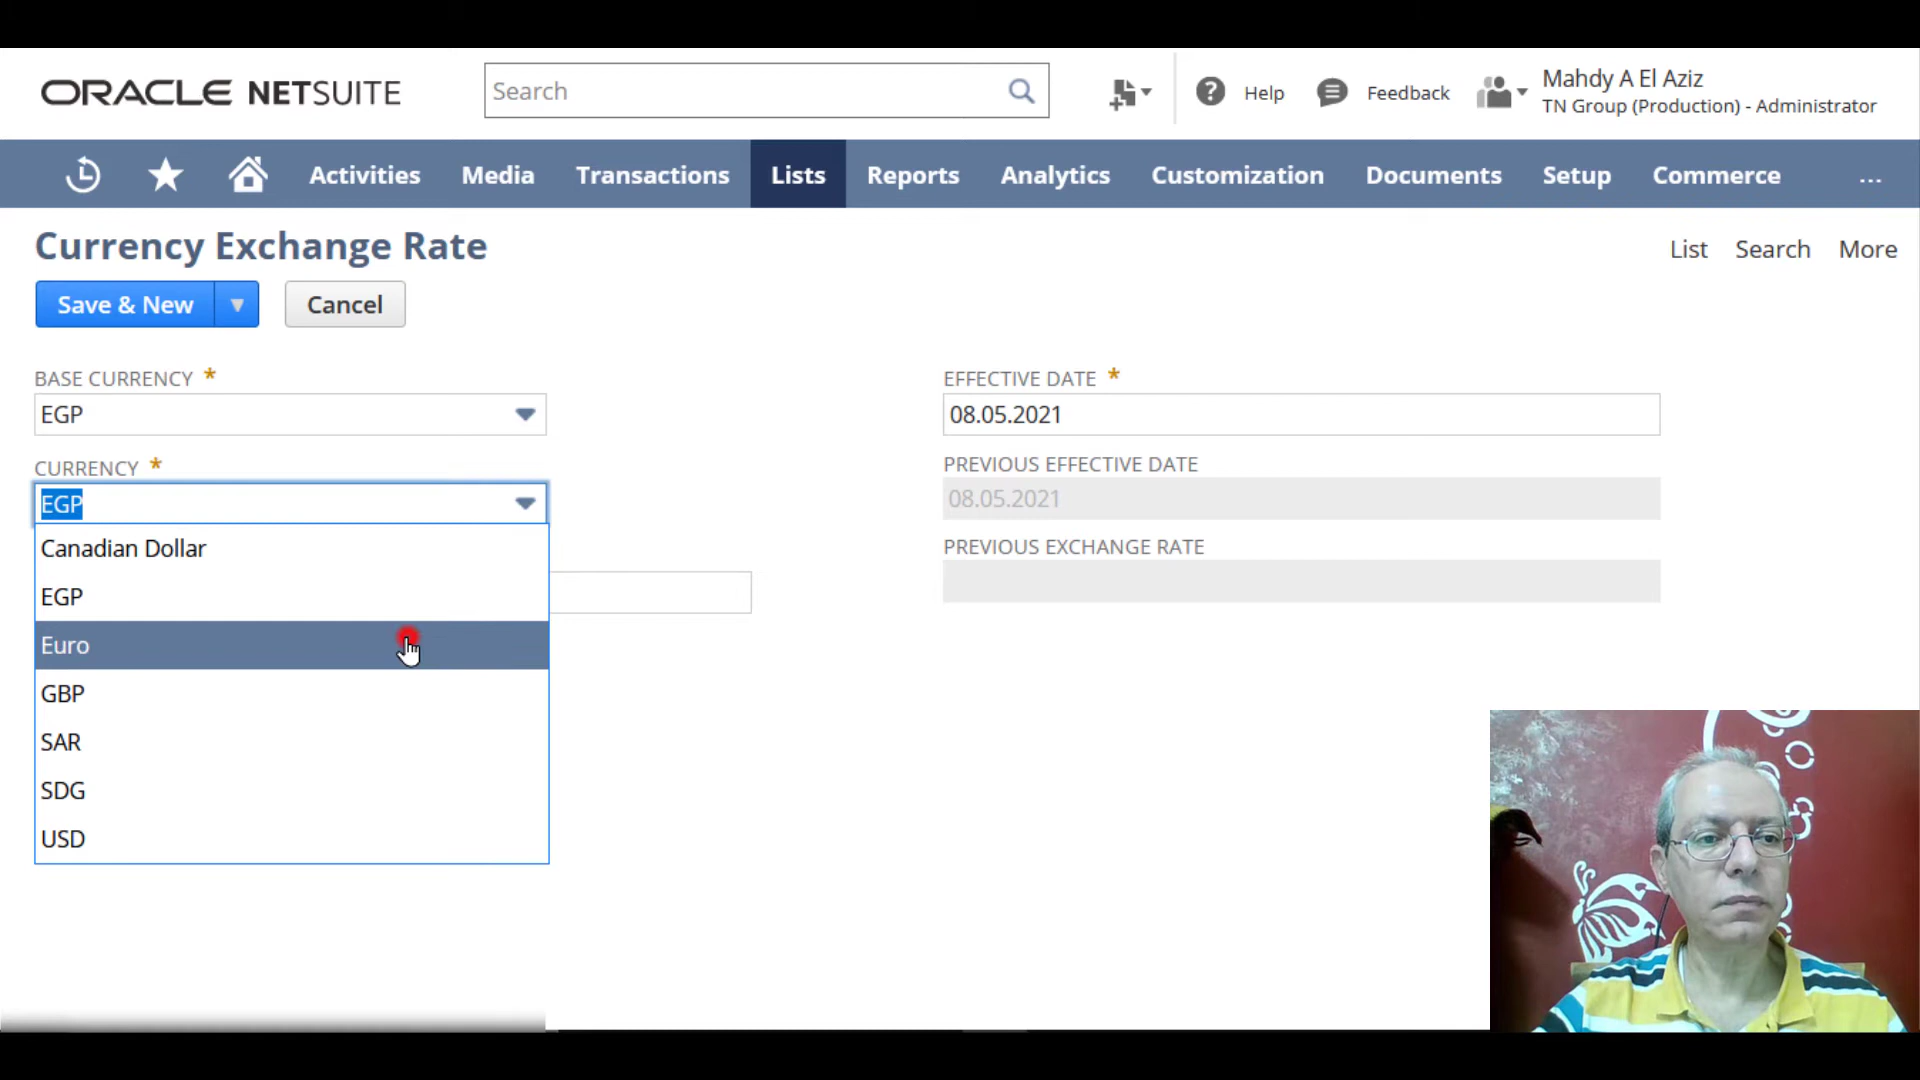 ORACLE NETSUITE
Search
Help
Feedback
Mahdy A El Aziz
TN Group (Production) - Administrator
Activities
Media
Transactions
Lists
Reports
Analytics
Customization
Documents
Setup
Commerce
...
Currency Exchange Rate
List
Search
More
Save & New
Cancel
BASE CURRENCY *
EGP
CURRENCY *
EGP
Canadian Dollar
EGP
Euro
GBP
SAR
SDG
USD
EFFECTIVE DATE *
08.05.2021
PREVIOUS EFFECTIVE DATE
08.05.2021
PREVIOUS EXCHANGE RATE